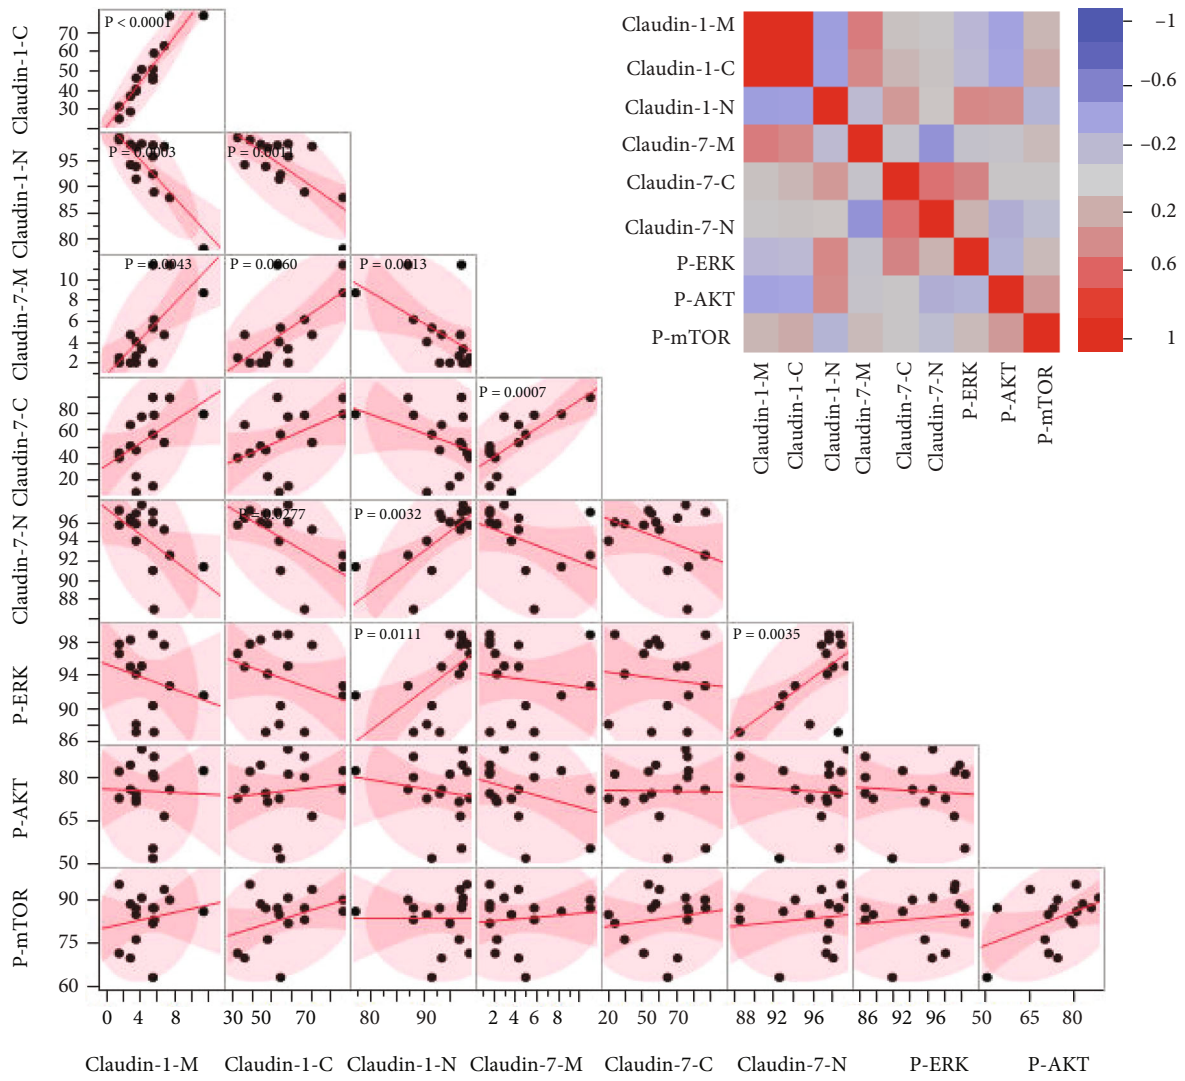 P < 0.0001
Claudin-1-C
70
60
50
40
30
P = 0.0003
Claudin-1-N
95
90
85
80
P = 0.0043
P = 0.0060
P = 0.0013
Claudin-7-M
10
8
6
4
2
P = 0.0007
Claudin-7-C
80
60
40
20
P = 0.0277
P = 0.0032
Claudin-7-N
96
94
92
90
88
P = 0.0111
P = 0.0035
P-ERK
98
94
90
86
P-AKT
80
65
50
P-mTOR
90
75
60
0 4 8 30 50 70 80 90 2 4 6 8 20 50 70 88 92 96 86 92 96 50 65 80
Claudin-1-M Claudin-1-C Claudin-1-N Claudin-7-M Claudin-7-C Claudin-7-N P-ERK P-AKT
Claudin-1-M
Claudin-1-C
Claudin-1-N
Claudin-7-M
Claudin-7-C
Claudin-7-N
P-ERK
P-AKT
P-mTOR
Claudin-1-M
Claudin-1-C
Claudin-1-N
Claudin-7-M
Claudin-7-C
Claudin-7-N
P-ERK
P-AKT
P-mTOR
−1
−0.6
−0.2
0.2
0.6
1